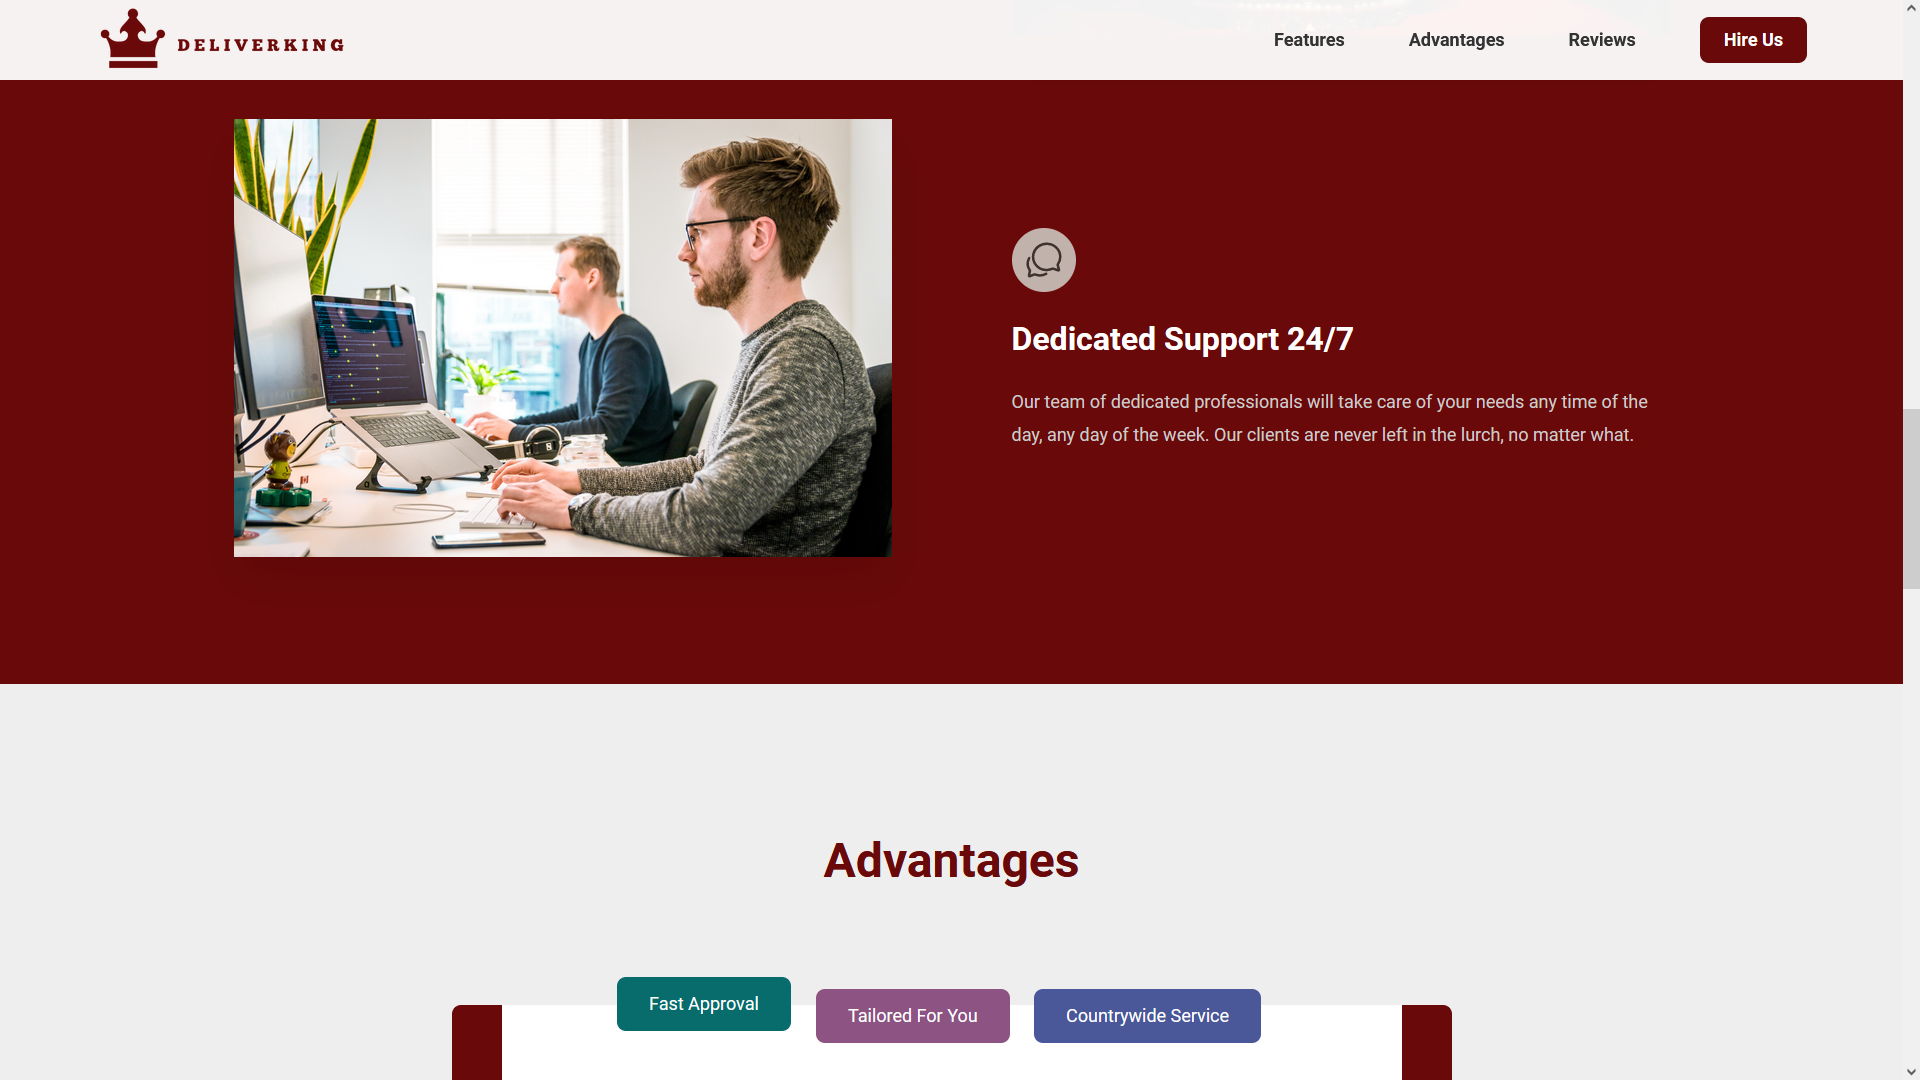 DELIVERKING
Features
Advantages
Reviews
Hire Us
Dedicated Support 24/7
Our team of dedicated professionals will take care of your needs any time of the
day, any day of the week. Our clients are never left in the lurch, no matter what.
Advantages
Fast Approval
Tailored For You
Countrywide Service